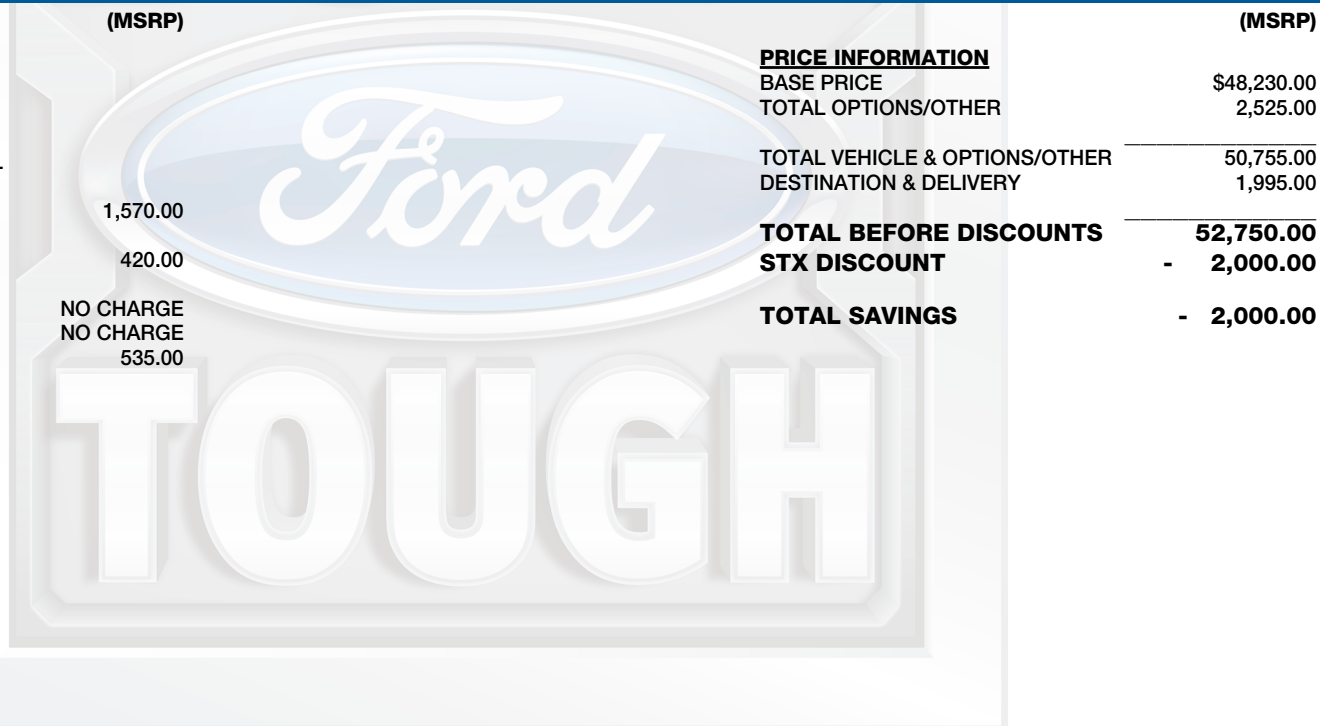 (MSRP)
1,570.00
420.00
NO CHARGE
NO CHARGE
535.00
(MSRP)
PRICE INFORMATION
BASE PRICE $48,230.00
TOTAL OPTIONS/OTHER 2,525.00
TOTAL VEHICLE & OPTIONS/OTHER 50,755.00
DESTINATION & DELIVERY 1,995.00
TOTAL BEFORE DISCOUNTS 52,750.00
STX DISCOUNT - 2,000.00
TOTAL SAVINGS - 2,000.00
Ford
TOUGH